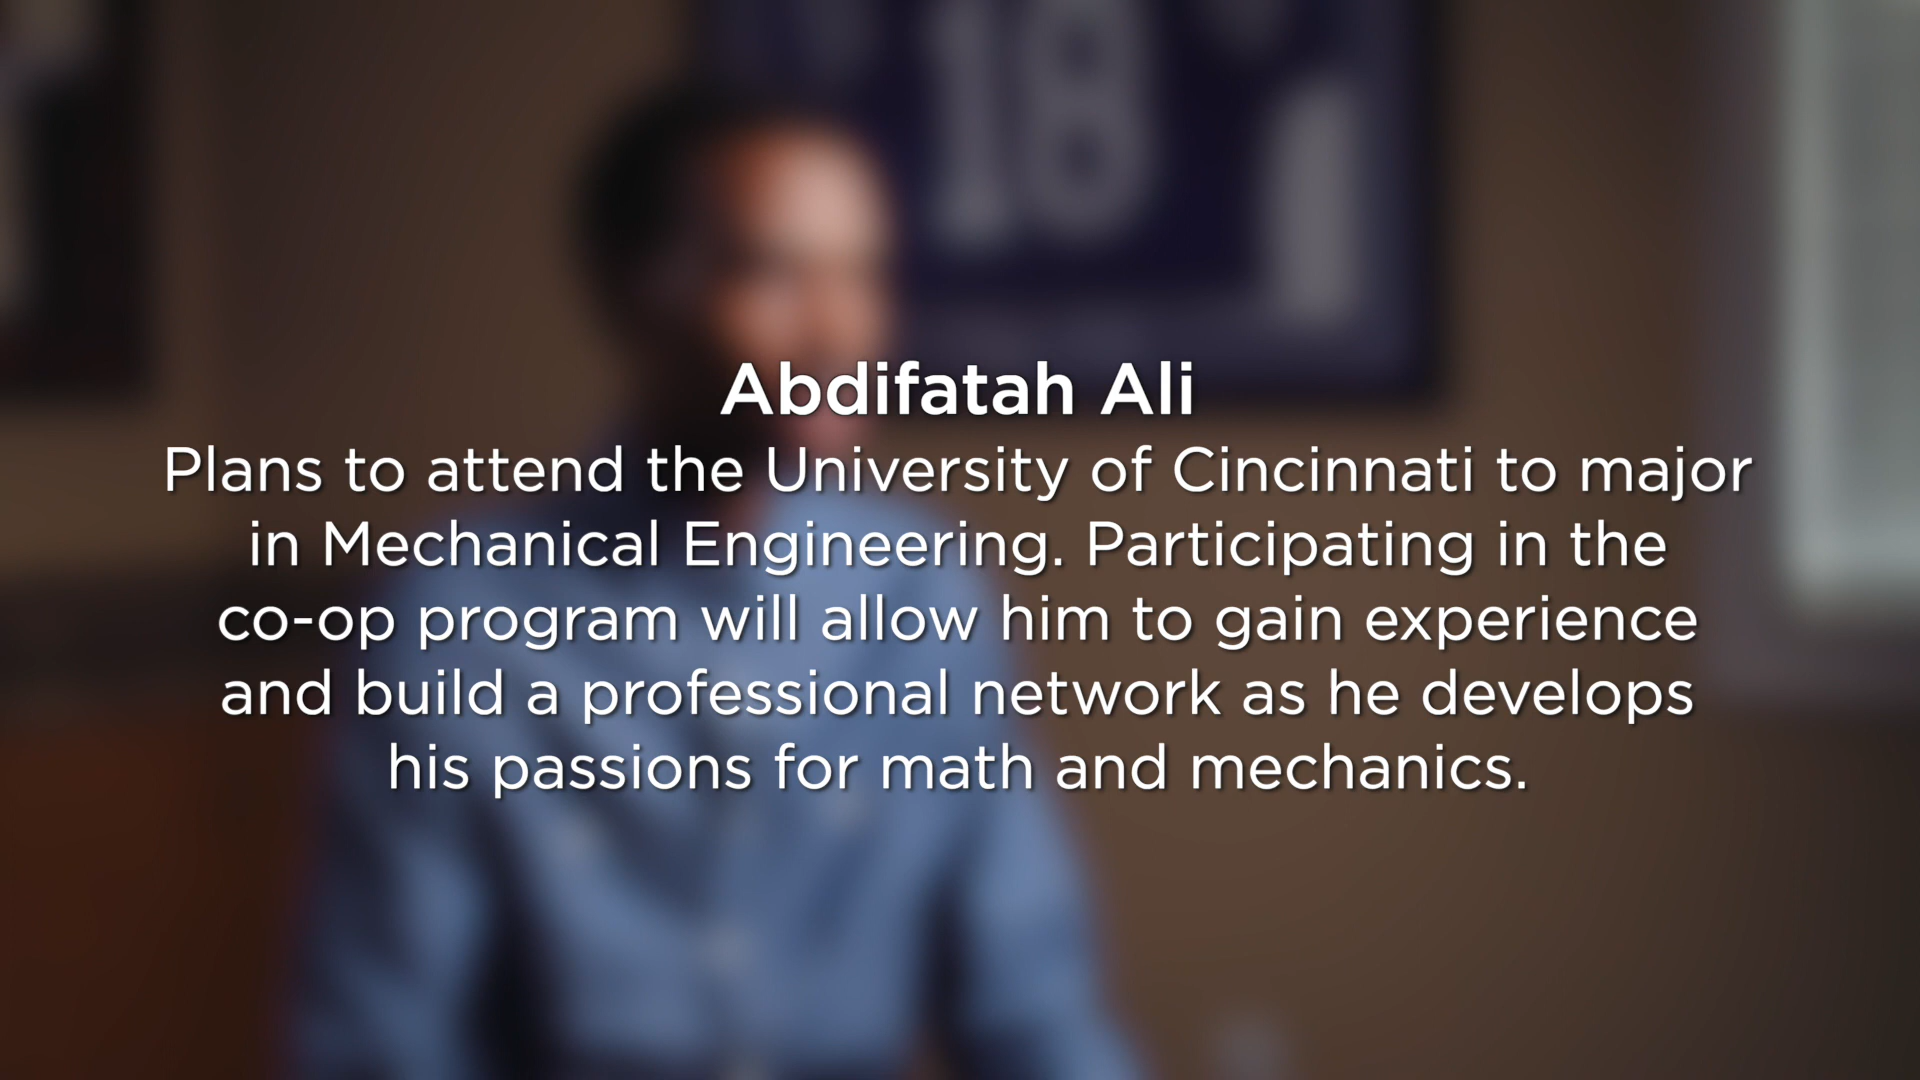 18
Abdifatah Ali
Plans to attend the University of Cincinnati to major
in Mechanical Engineering. Participating in the
co-op program will allow him to gain experience
and build a professional network as he develops
his passions for math and mechanics.